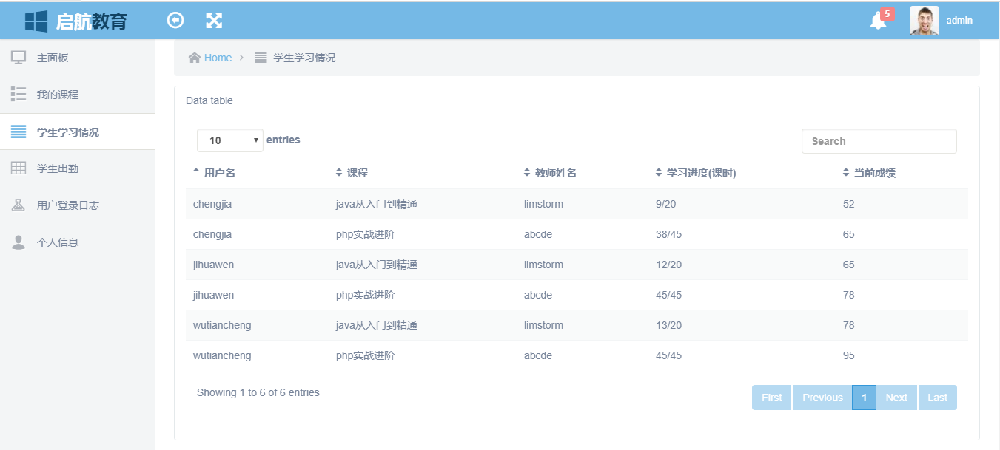 启航教育
5
admin
主面板
我的课程
学生学习情况
学生出勤
用户登录日志
个人信息
Home > 学生学习情况
Data table
10 entries
Search
用户名 课程 教师姓名 学习进度(课时) 当前成绩
chengjia java从入门到精通 limstorm 9/20 52
chengjia php实战进阶 abcde 38/45 65
jihuawen java从入门到精通 limstorm 12/20 65
jihuawen php实战进阶 abcde 45/45 78
wutiancheng java从入门到精通 limstorm 13/20 78
wutiancheng php实战进阶 abcde 45/45 95
Showing 1 to 6 of 6 entries
First Previous 1 Next Last